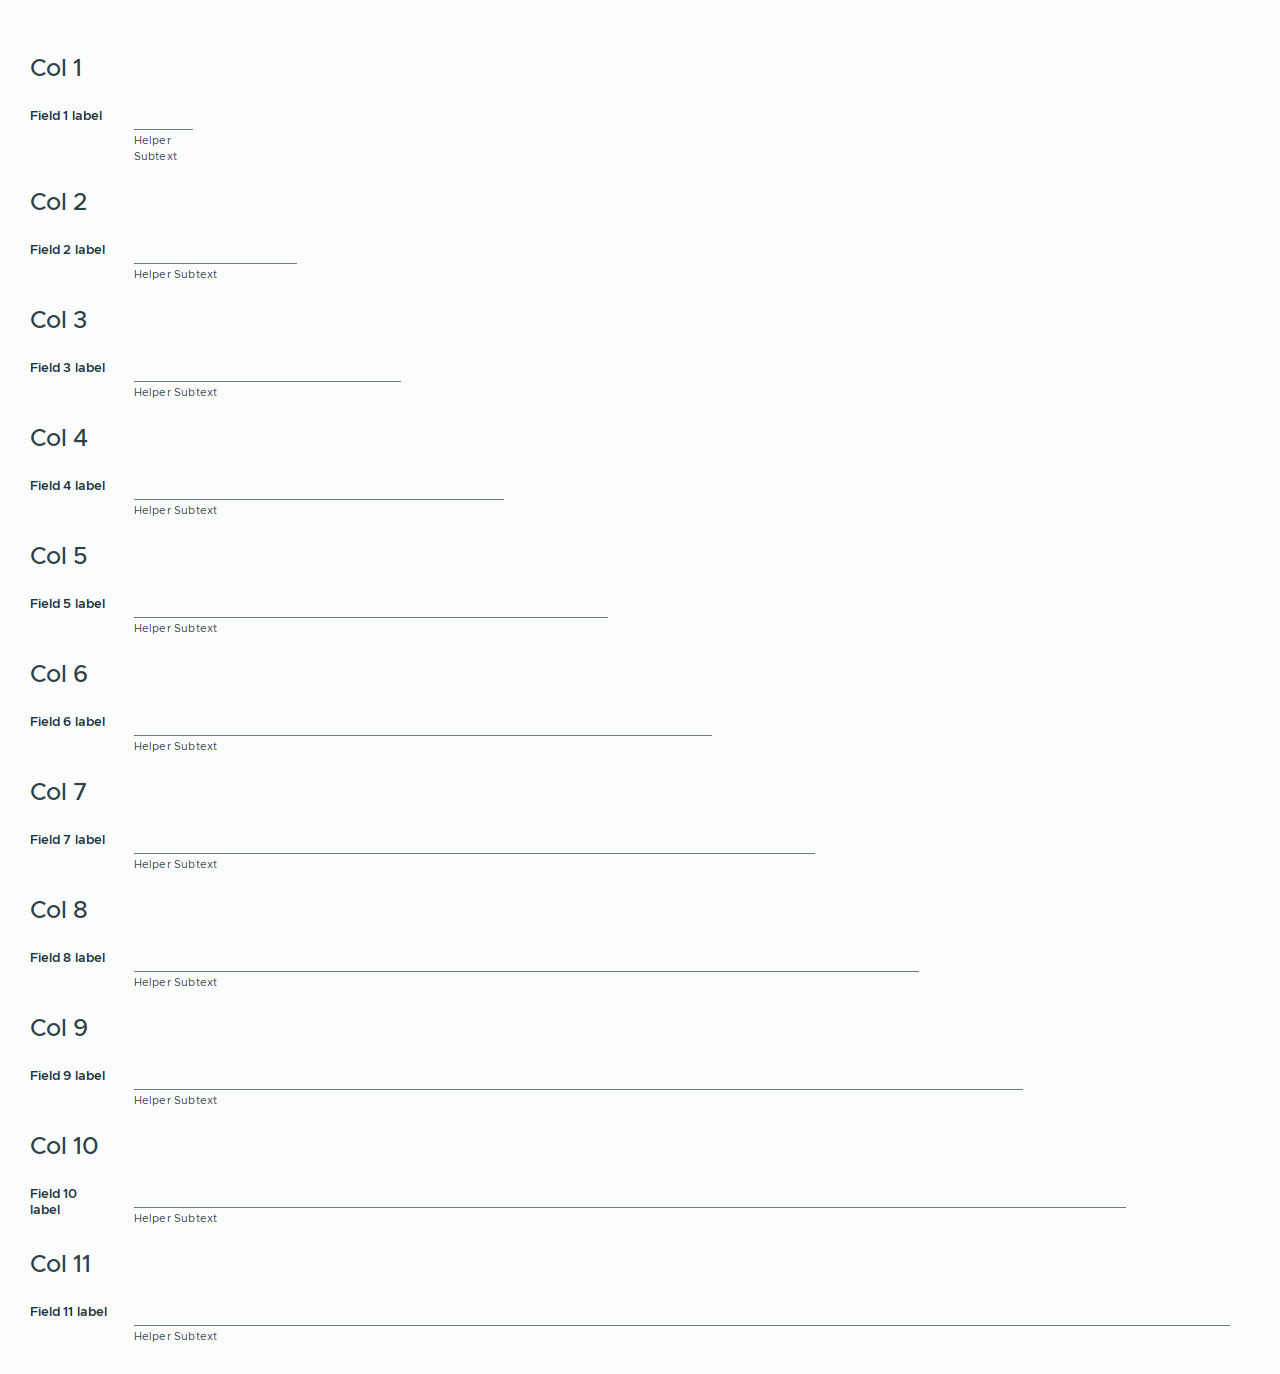 Col 1
Field 1 label
Helper
Subtext
Col 2
Field 2 label
Helper Subtext
Col 3
Field 3 label
Helper Subtext
Col 4
Field 4 label
Helper Subtext
Col 5
Field 5 label
Helper Subtext
Col 6
Field 6 label
Helper Subtext
Col 7
Field 7 label
Helper Subtext
Col 8
Field 8 label
Helper Subtext
Col 9
Field 9 label
Helper Subtext
Col 10
Field 10
label
Helper Subtext
Col 11
Field 11 label
Helper Subtext